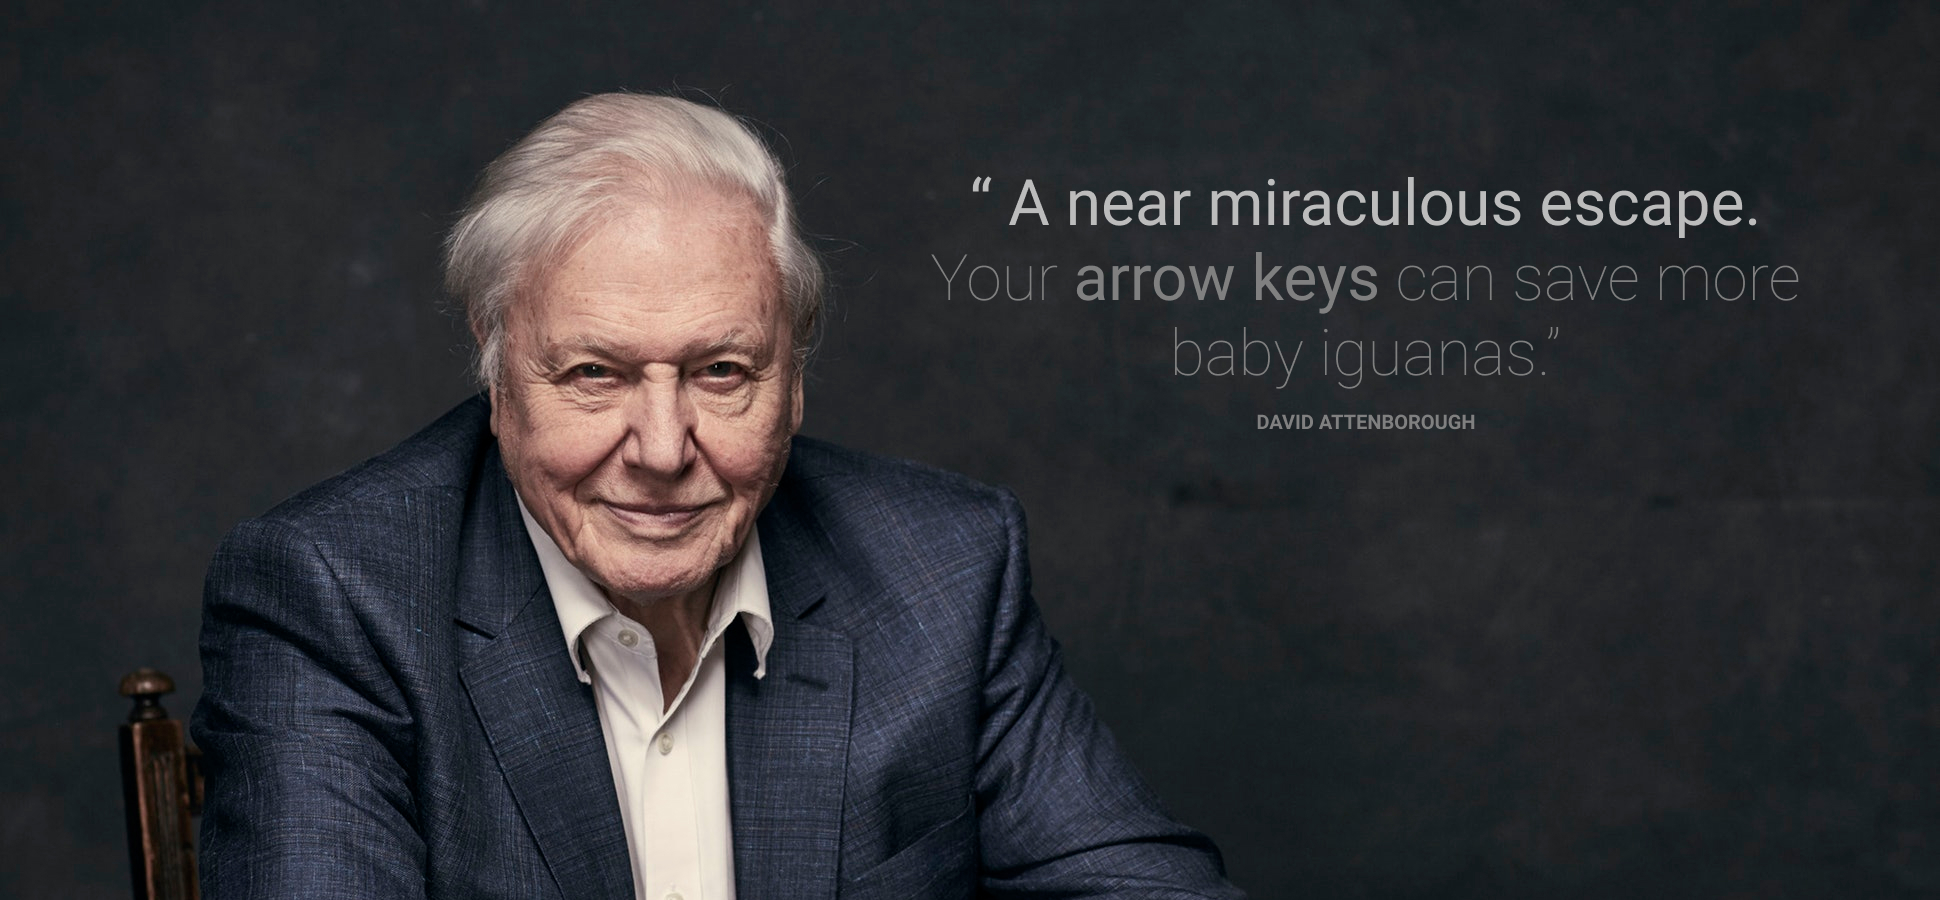 “ A near miraculous escape.
Your arrow keys can save more
baby iguanas.”
DAVID ATTENBOROUGH